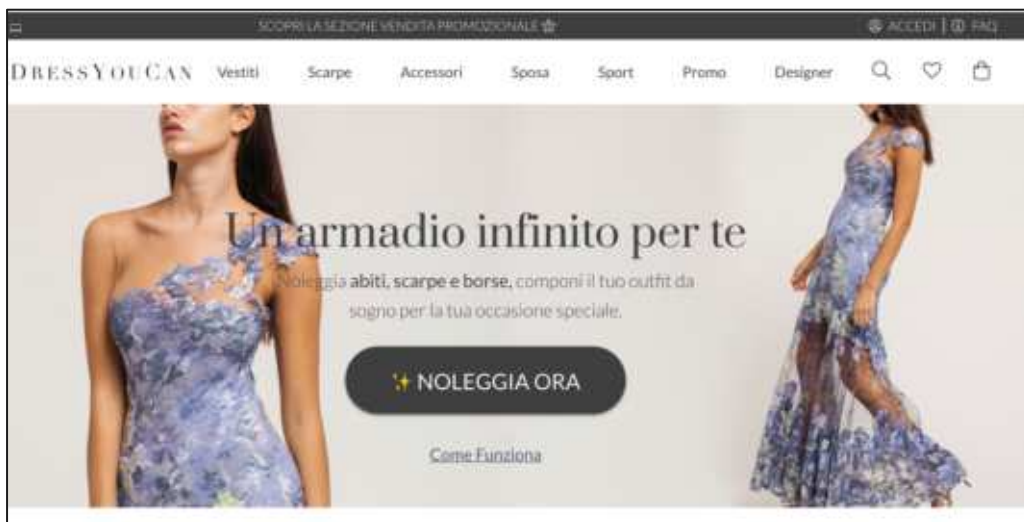 SCOPRI LA SEZIONE VENDITA PROMOZIONALE
ACCEDI | FAQ
DRESSYOUCAN Vestiti Scarpe Accessori Sposa Sport Promo Designer
Un armadio infinito per te
Noleggia abiti, scarpe e borse, componi il tuo outfit da
sogno per la tua occasione speciale.
✨ NOLEGGIA ORA
Come Funziona